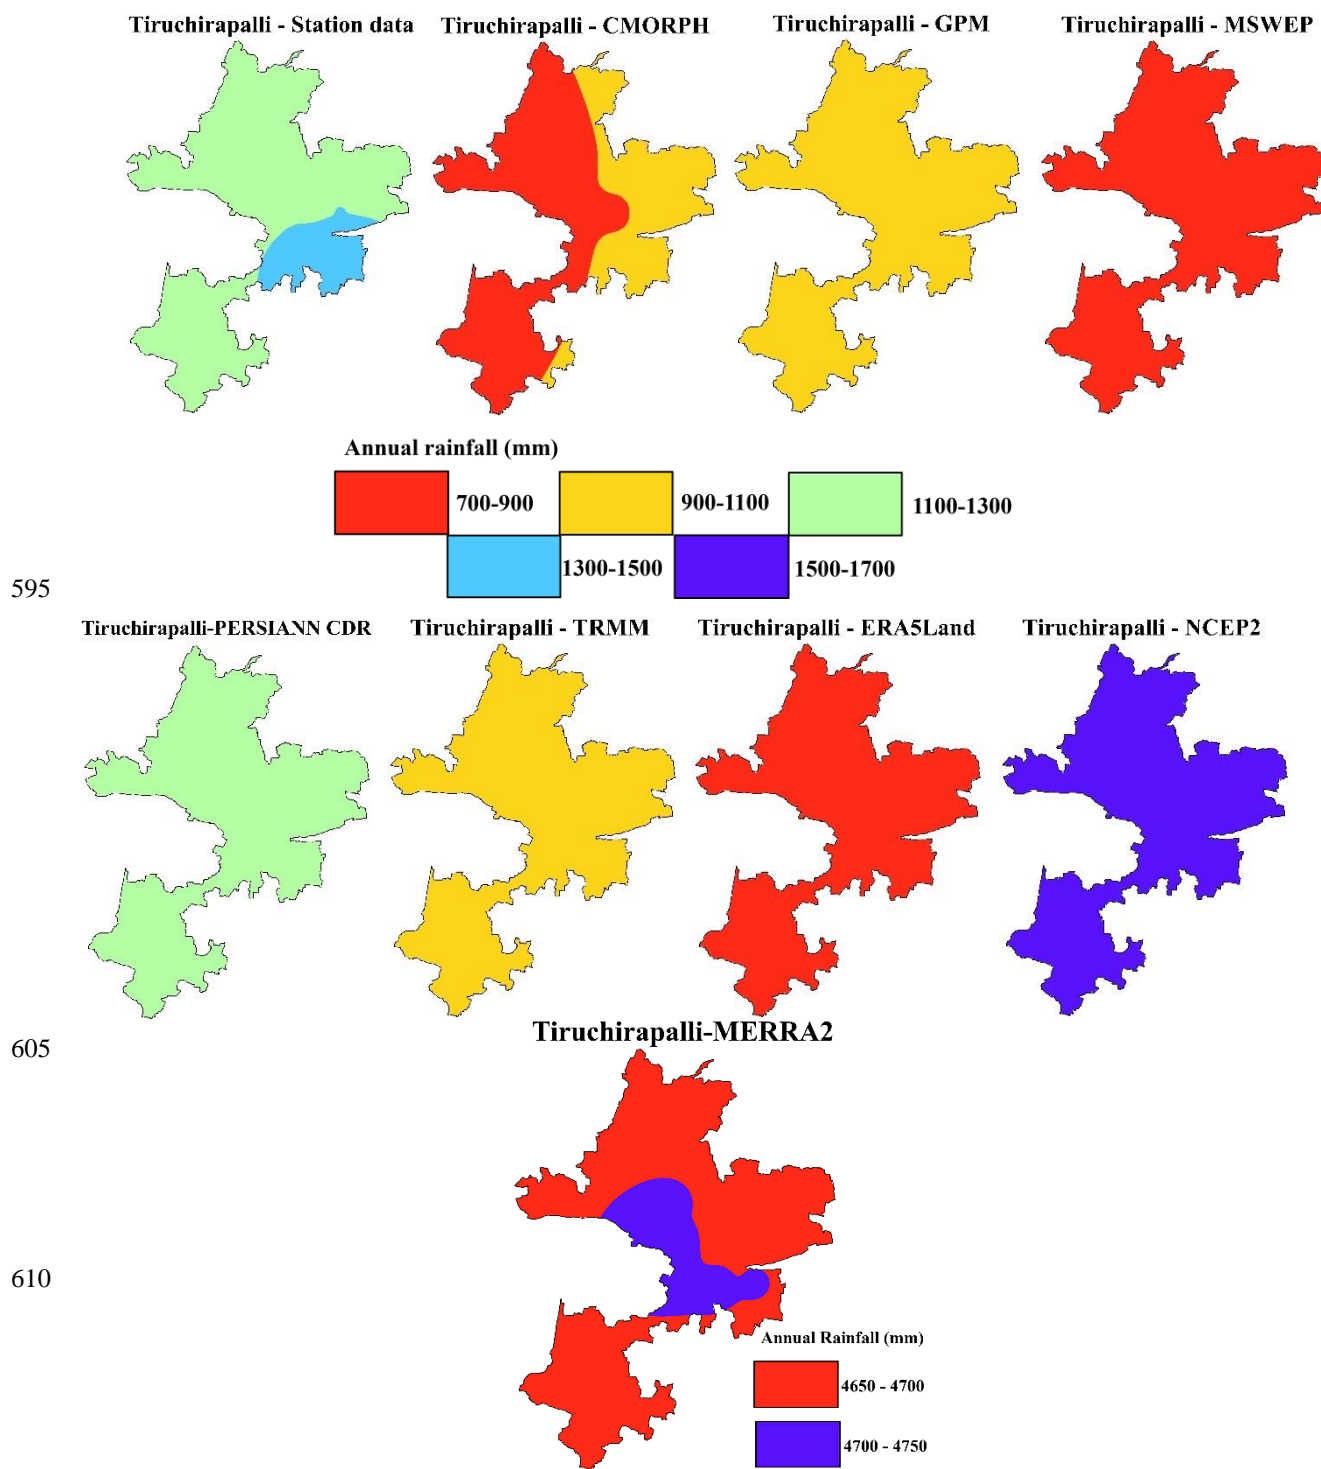 Tiruchirapalli - Station data
Tiruchirapalli - CMORPH
Tiruchirapalli - GPM
Tiruchirapalli - MSWEP
Annual rainfall (mm)
700-900
900-1100
1100-1300
1300-1500
1500-1700
595
Tiruchirapalli-PERSIANN CDR
Tiruchirapalli - TRMM
Tiruchirapalli - ERA5Land
Tiruchirapalli - NCEP2
605
Tiruchirapalli-MERRA2
610
Annual Rainfall (mm)
4650 - 4700
4700 - 4750